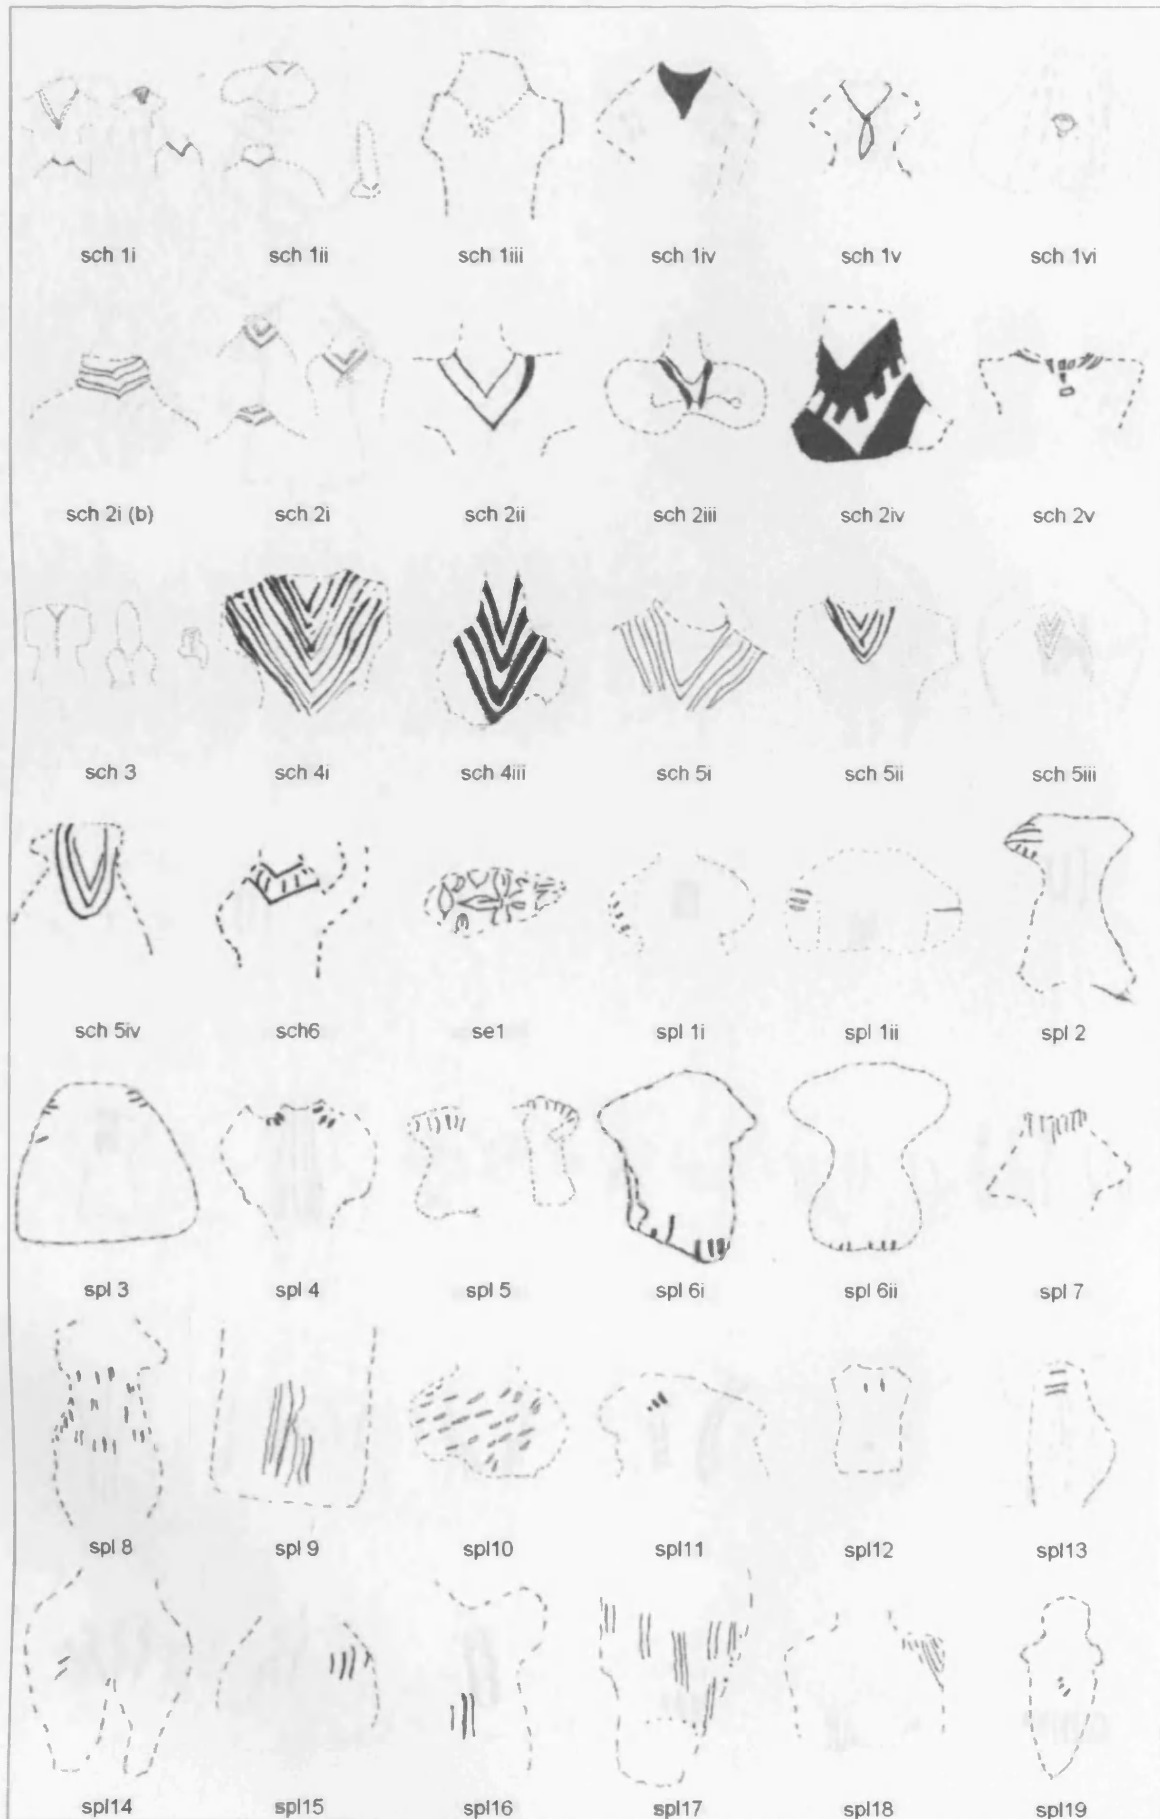 sch 1i sch 1ii sch 1iii sch 1iv sch 1v sch 1vi
sch 2i (b) sch 2i sch 2ii sch 2iii sch 2iv sch 2v
sch 3 sch 4i sch 4iii sch 5i sch 5ii sch 5iii
sch 5iv sch6 se1 spl 1i spl 1ii spl 2
spl 3 spl 4 spl 5 spl 6i spl 6ii spl 7
spl 8 spl 9 spl10 spl11 spl12 spl13
spl14 spl15 spl16 spl17 spl18 spl19